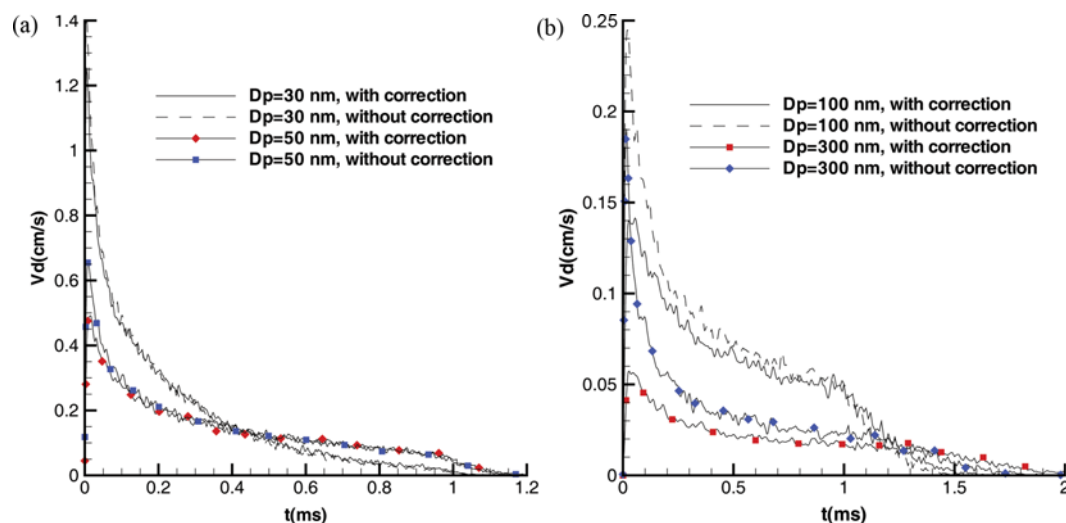 (a)
1.4
1.2
1
0.8
0.6
0.4
0.2
0
Vd(cm/s)
Dp=30 nm, with correction
Dp=30 nm, without correction
Dp=50 nm, with correction
Dp=50 nm, without correction
0 0.2 0.4 0.6 0.8 1 1.2
t(ms)
(b)
0.25
0.2
0.15
0.1
0.05
0
Vd(cm/s)
Dp=100 nm, with correction
Dp=100 nm, without correction
Dp=300 nm, with correction
Dp=300 nm, without correction
0 0.5 1 1.5 2
t(ms)